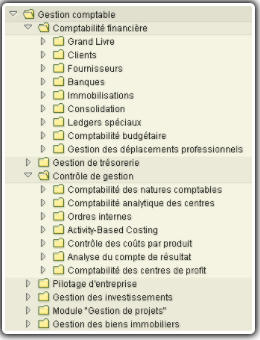 Gestion comptable
Comptabilité financière
Grand Livre
Clients
Fournisseurs
Banques
Immobilisations
Consolidation
Ledgers spéciaux
Comptabilité budgétaire
Gestion des déplacements professionnels
Gestion de trésorerie
Contrôle de gestion
Comptabilité des natures comptables
Comptabilité analytique des centres
Ordres internes
Activity-Based Costing
Contrôle des coûts par produit
Analyse du compte de résultat
Comptabilité des centres de profit
Pilotage d'entreprise
Gestion des investissements
Module "Gestion de projets"
Gestion des biens immobiliers